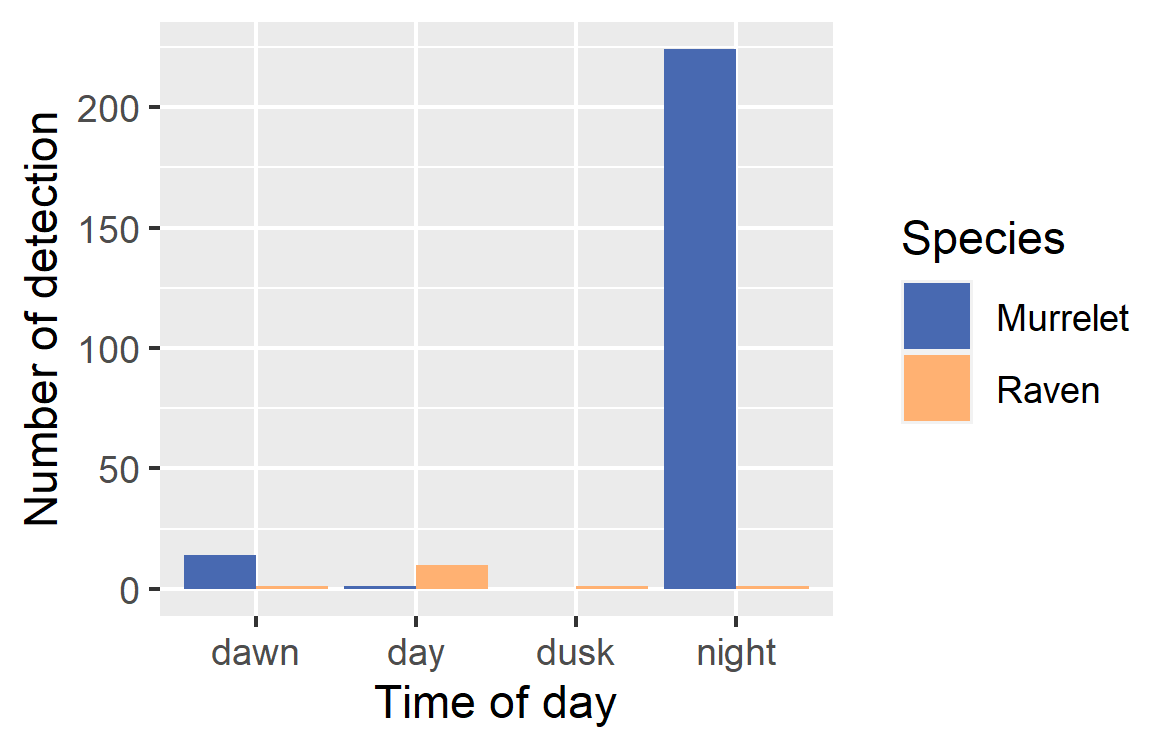 Number of detection
200
150
100
50
0
dawn
day
dusk
night
Time of day
Species
Murrelet
Raven